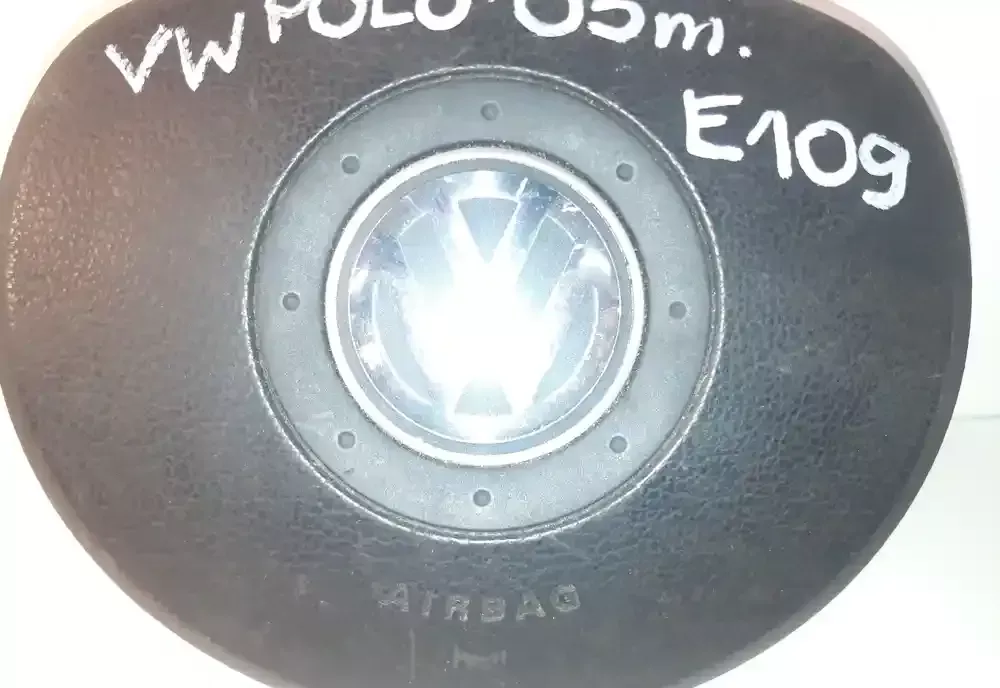 VW POLO 05m.
E109
AIRBAG